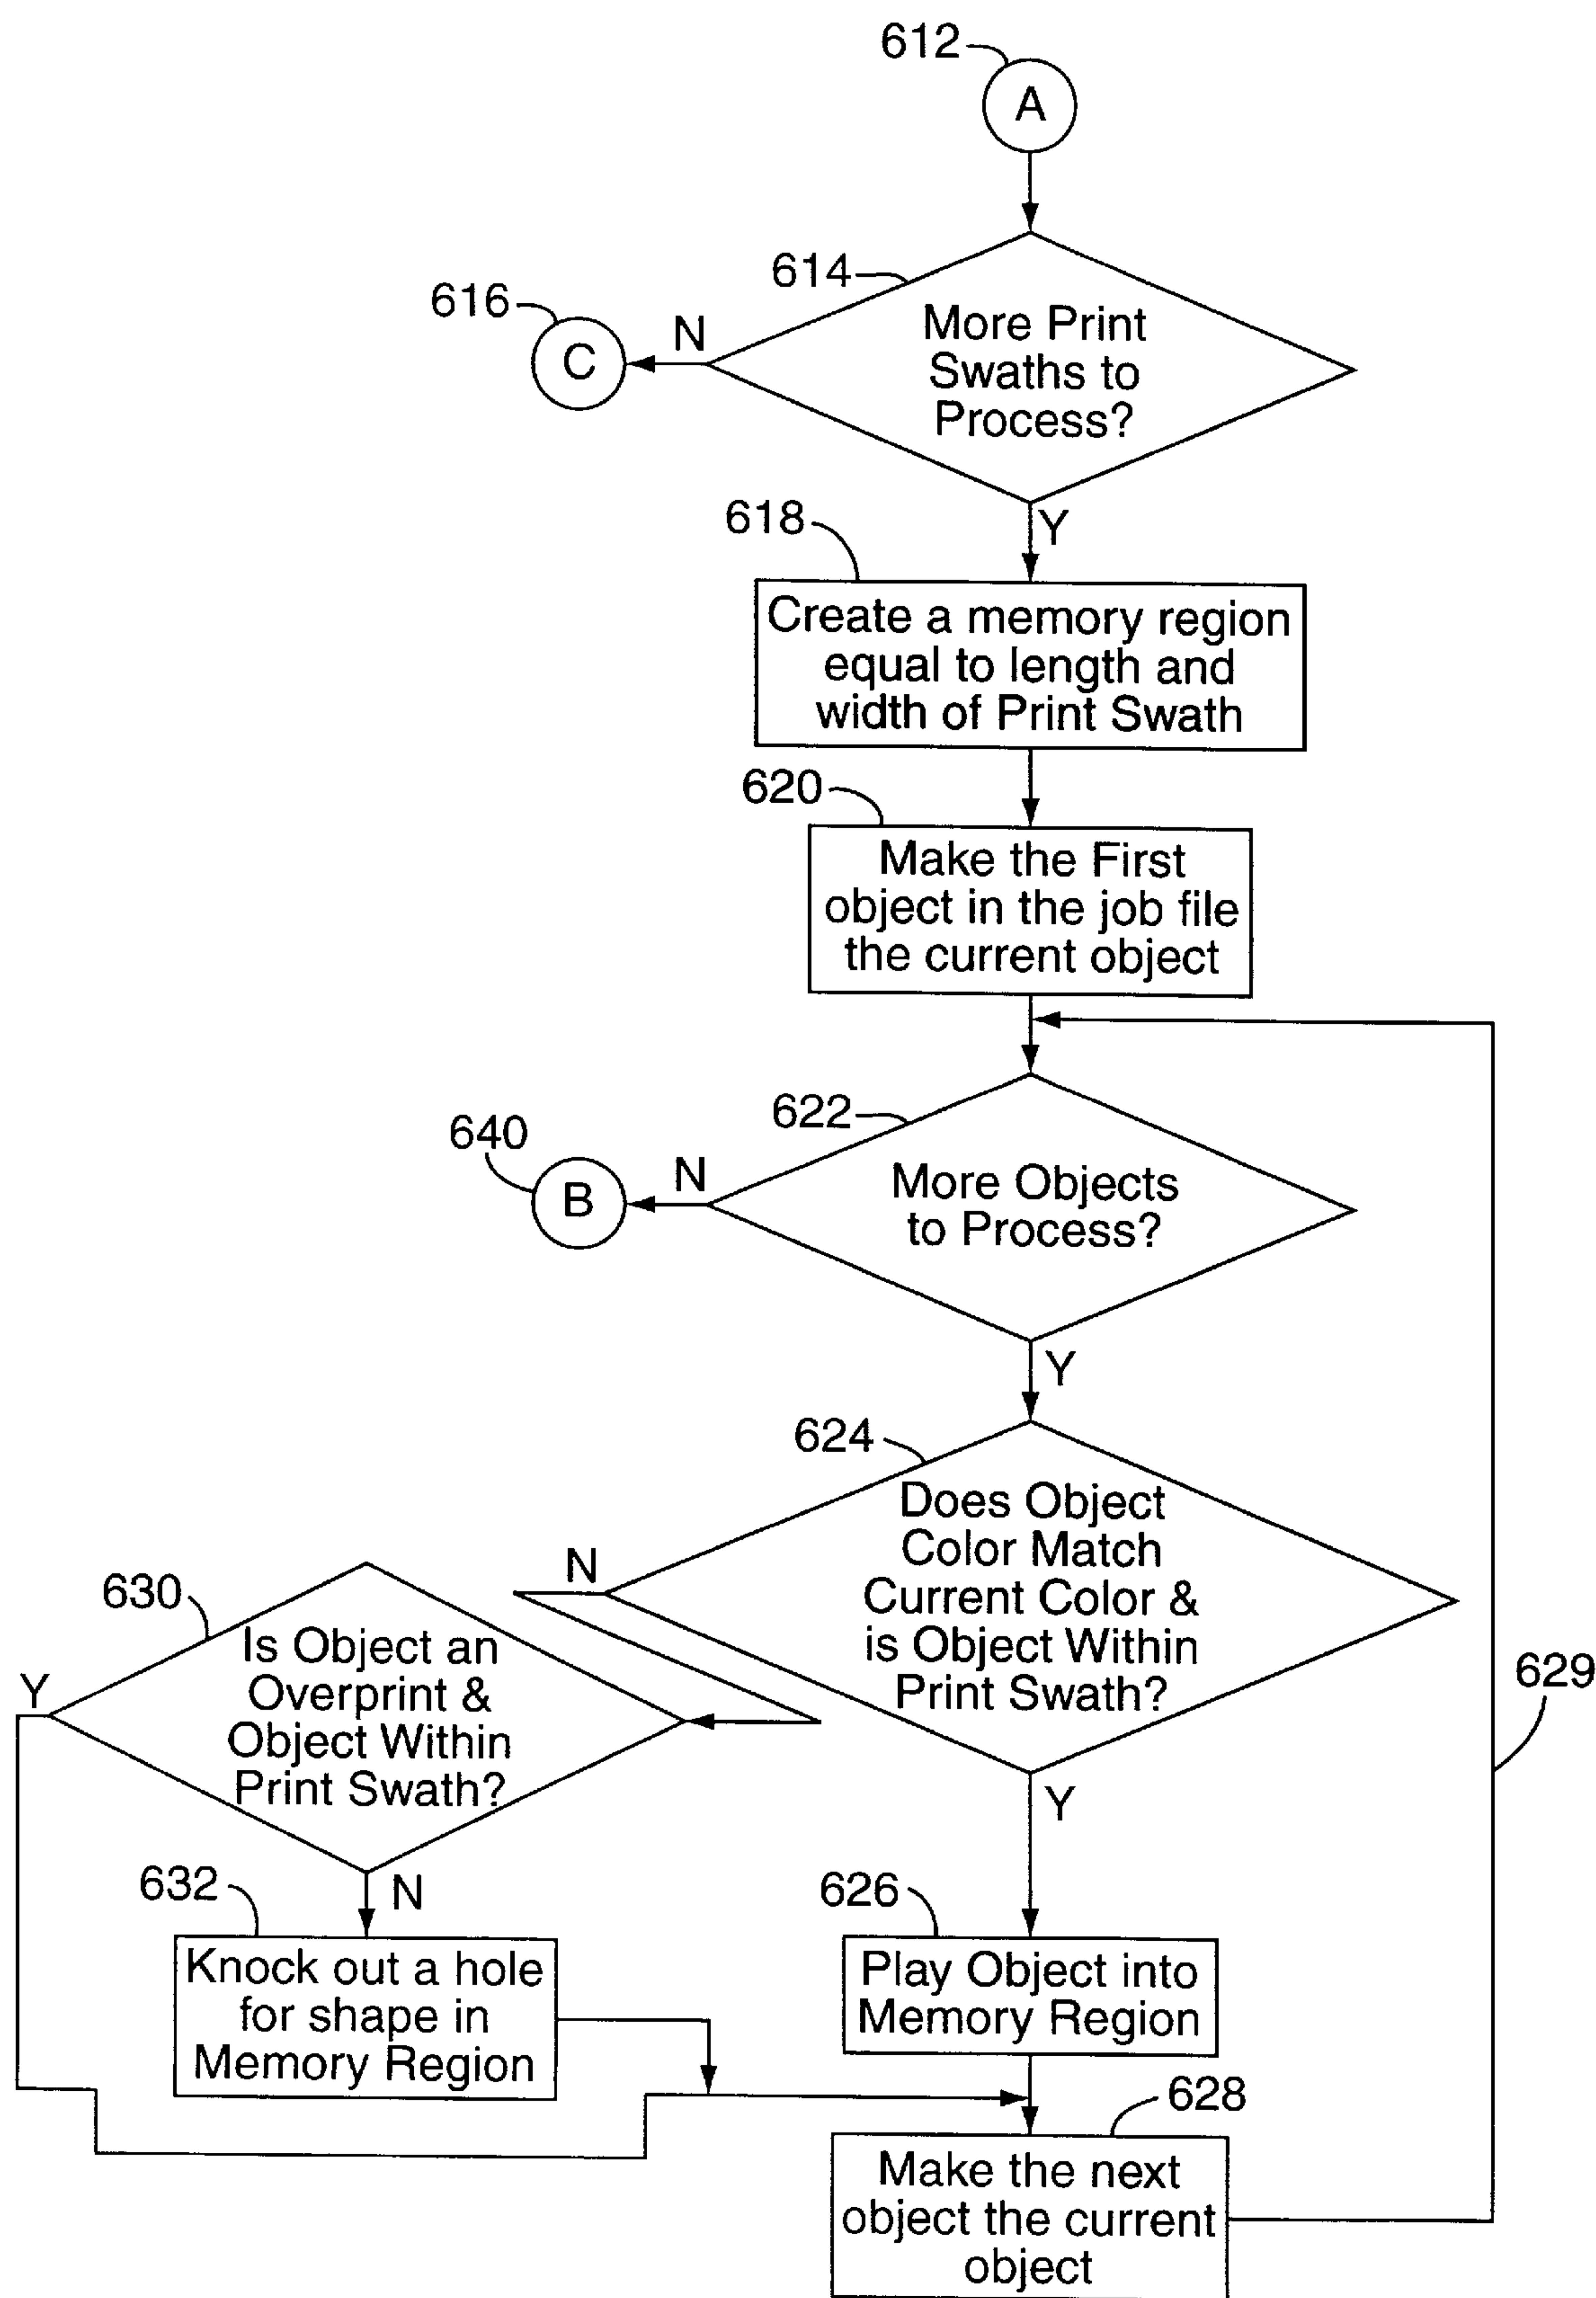 612
A
614
More Print
Swaths to
Process?
616
C
N
Y
618
Create a memory region
equal to length and
width of Print Swath
620
Make the First
object in the job file
the current object
622
More Objects
to Process?
640
B
N
Y
624
Does Object
Color Match
Current Color &
is Object Within
Print Swath?
N
630
Is Object an
Overprint &
Object Within
Print Swath?
Y
629
Y
N
632
Knock out a hole
for shape in
Memory Region
626
Play Object into
Memory Region
628
Make the next
object the current
object